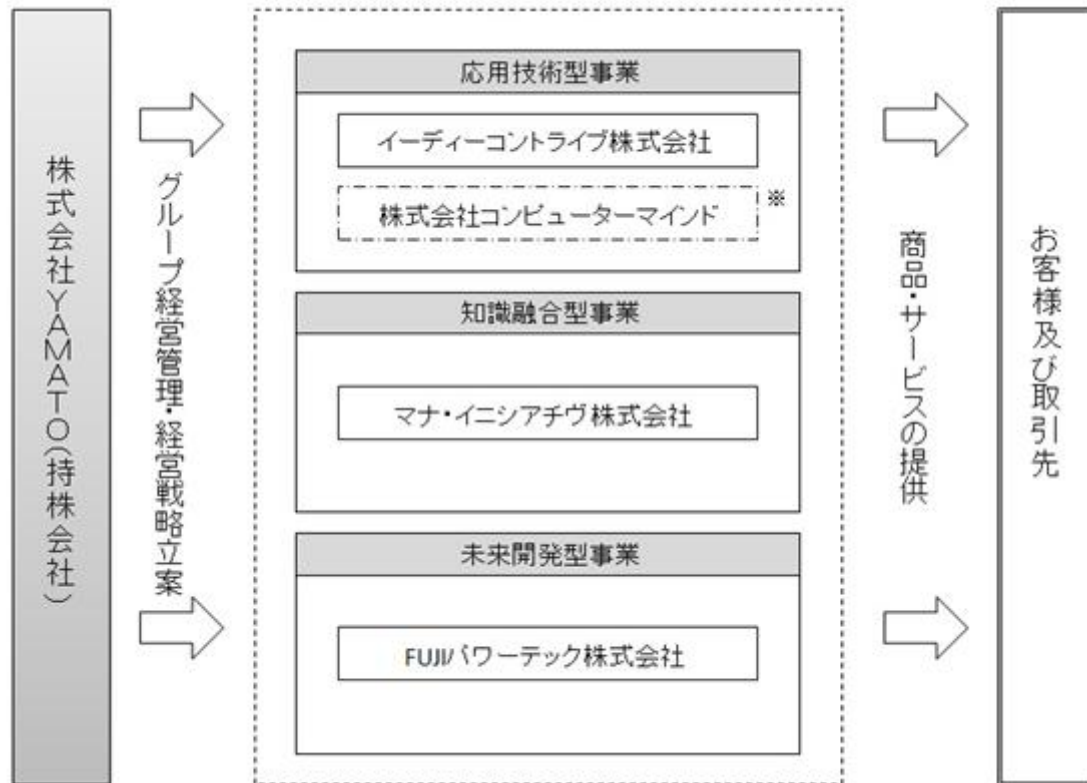 株式会社YAMATO(持株会社)
グループ経営管理・経営戦略立案
応用技術型事業
イーディーコントライブ株式会社
株式会社コンピューターマインド
※
知識融合型事業
マナ・イニシアチヴ株式会社
未来開発型事業
FUJIパワーテック株式会社
商品・サービスの提供
お客様及び取引先